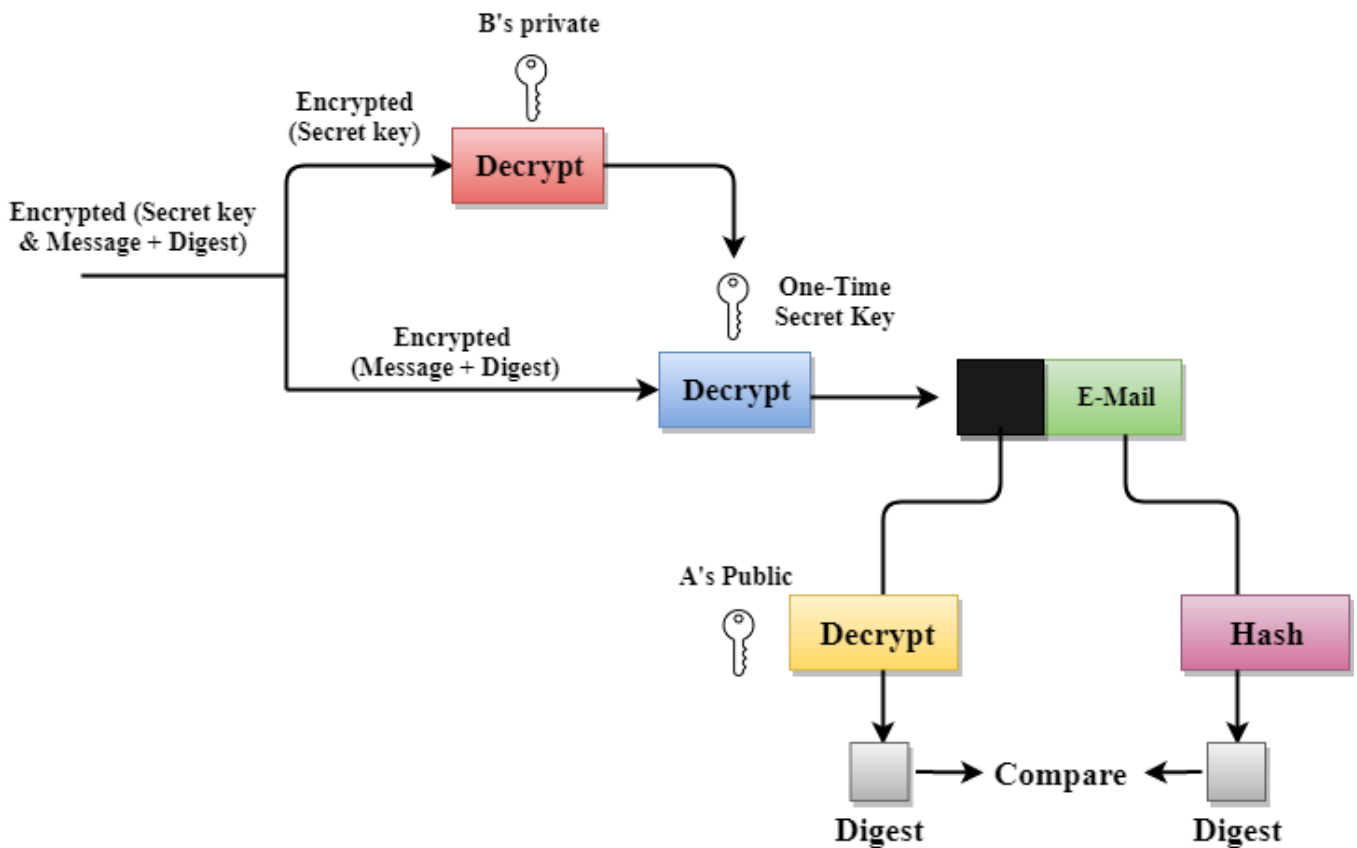 B's private
Encrypted
(Secret key)
Decrypt
Encrypted (Secret key
& Message + Digest)
One-Time
Secret Key
Encrypted
(Message + Digest)
Decrypt
E-Mail
A's Public
Decrypt
Hash
Compare
Digest
Digest